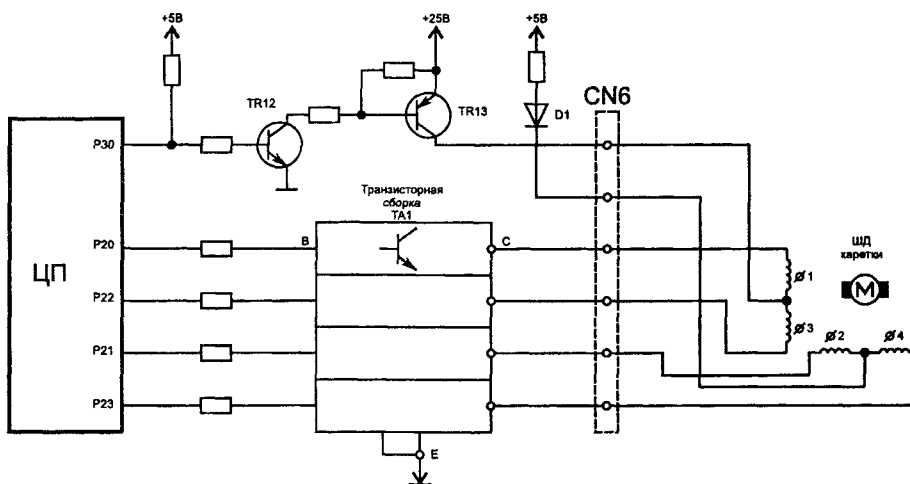 +5В
+25В
+5В
TR12
TR13
D1
CN6
P30
Транзисторная
сборка
TA1
P20
B
C
ШД
каретки
ЦП
ø1
M
P22
ø3
P21
ø2
ø4
P23
E